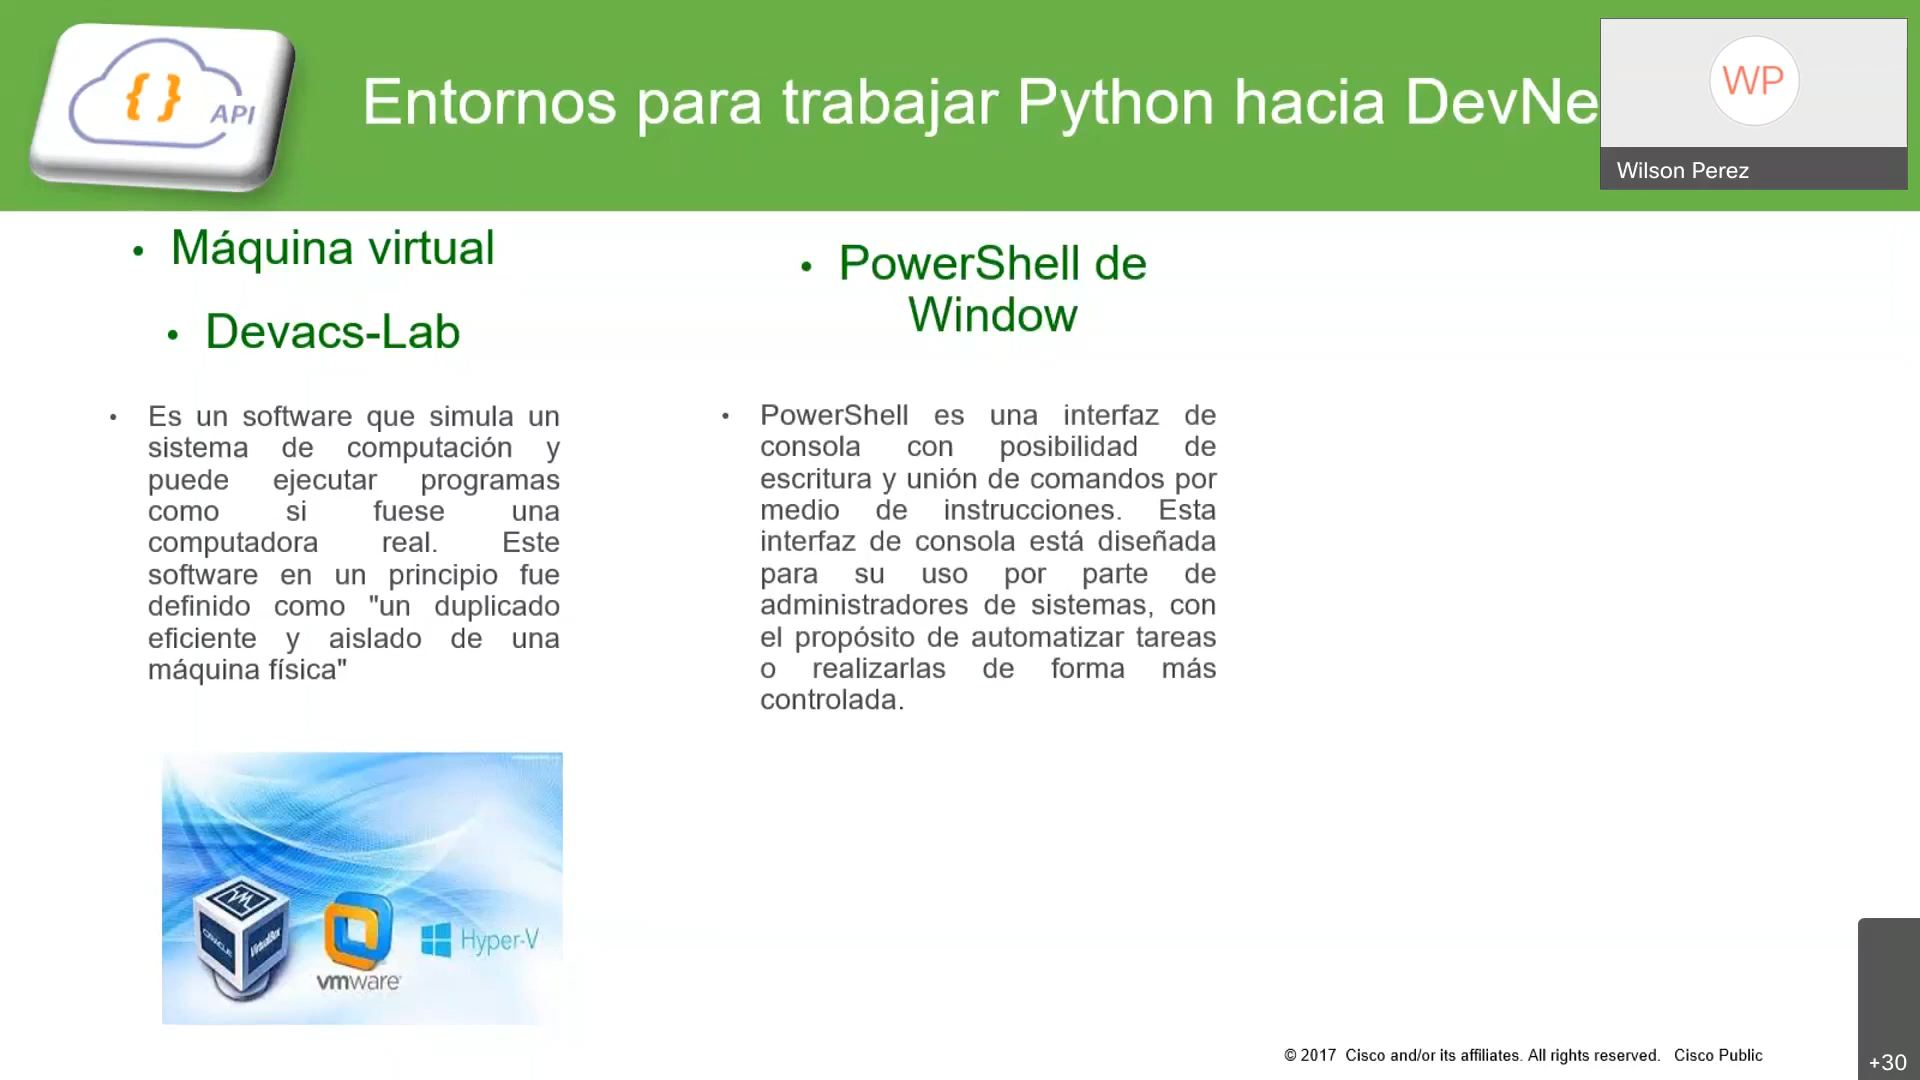 { } API
Entornos para trabajar Python hacia DevNe
WP
Wilson Perez
• Máquina virtual
• Devacs-Lab
• Es un software que simula un
sistema de computación y
puede ejecutar programas
como si fuese una
computadora real. Este
software en un principio fue
definido como "un duplicado
eficiente y aislado de una
máquina física"
ORACLE VirtualBox
vmware
Hyper-V
• PowerShell de
Window
• PowerShell es una interfaz de
consola con posibilidad de
escritura y unión de comandos por
medio de instrucciones. Esta
interfaz de consola está diseñada
para su uso por parte de
administradores de sistemas, con
el propósito de automatizar tareas
o realizarlas de forma más
controlada.
© 2017 Cisco and/or its affiliates. All rights reserved. Cisco Public
+30